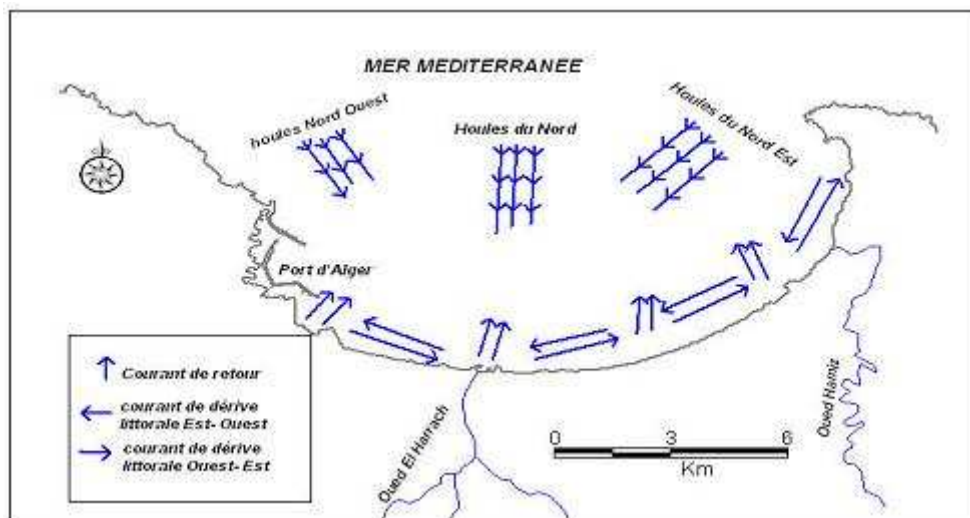 MER MEDITERRANEE
houles Nord Ouest
Houles du Nord
Houles du Nord Est
Port d'Alger
Courant de retour
courant de dérive
littorale Est- Ouest
courant de dérive
littorale Ouest- Est
Oued El Harrach
Oued Hamiz
0 3 6
Km